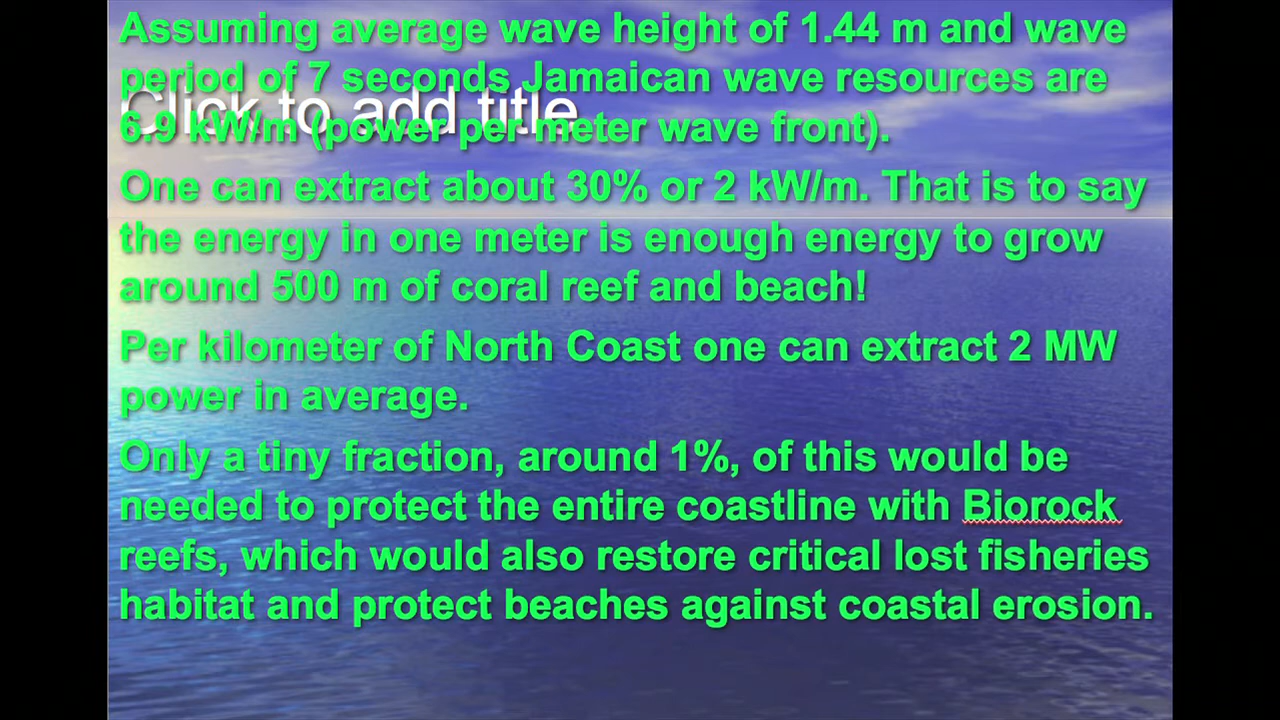 Assuming average wave height of 1.44 m and wave
period of 7 seconds Jamaican wave resources are
Click to add title
6.9 kW/m (power per meter wave front).
One can extract about 30% or 2 kW/m. That is to say
the energy in one meter is enough energy to grow
around 500 m of coral reef and beach!
Per kilometer of North Coast one can extract 2 MW
power in average.
Only a tiny fraction, around 1%, of this would be
needed to protect the entire coastline with Biorock
reefs, which would also restore critical lost fisheries
habitat and protect beaches against coastal erosion.